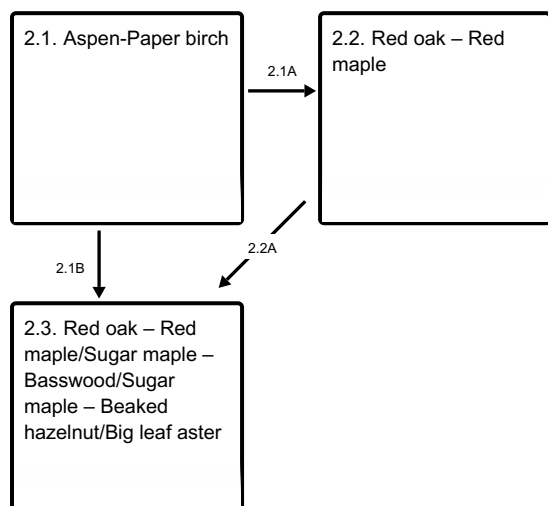 2.1. Aspen-Paper birch
2.1A
2.2. Red oak – Red
maple
2.1B
2.2A
2.3. Red oak – Red
maple/Sugar maple –
Basswood/Sugar
maple – Beaked
hazelnut/Big leaf aster